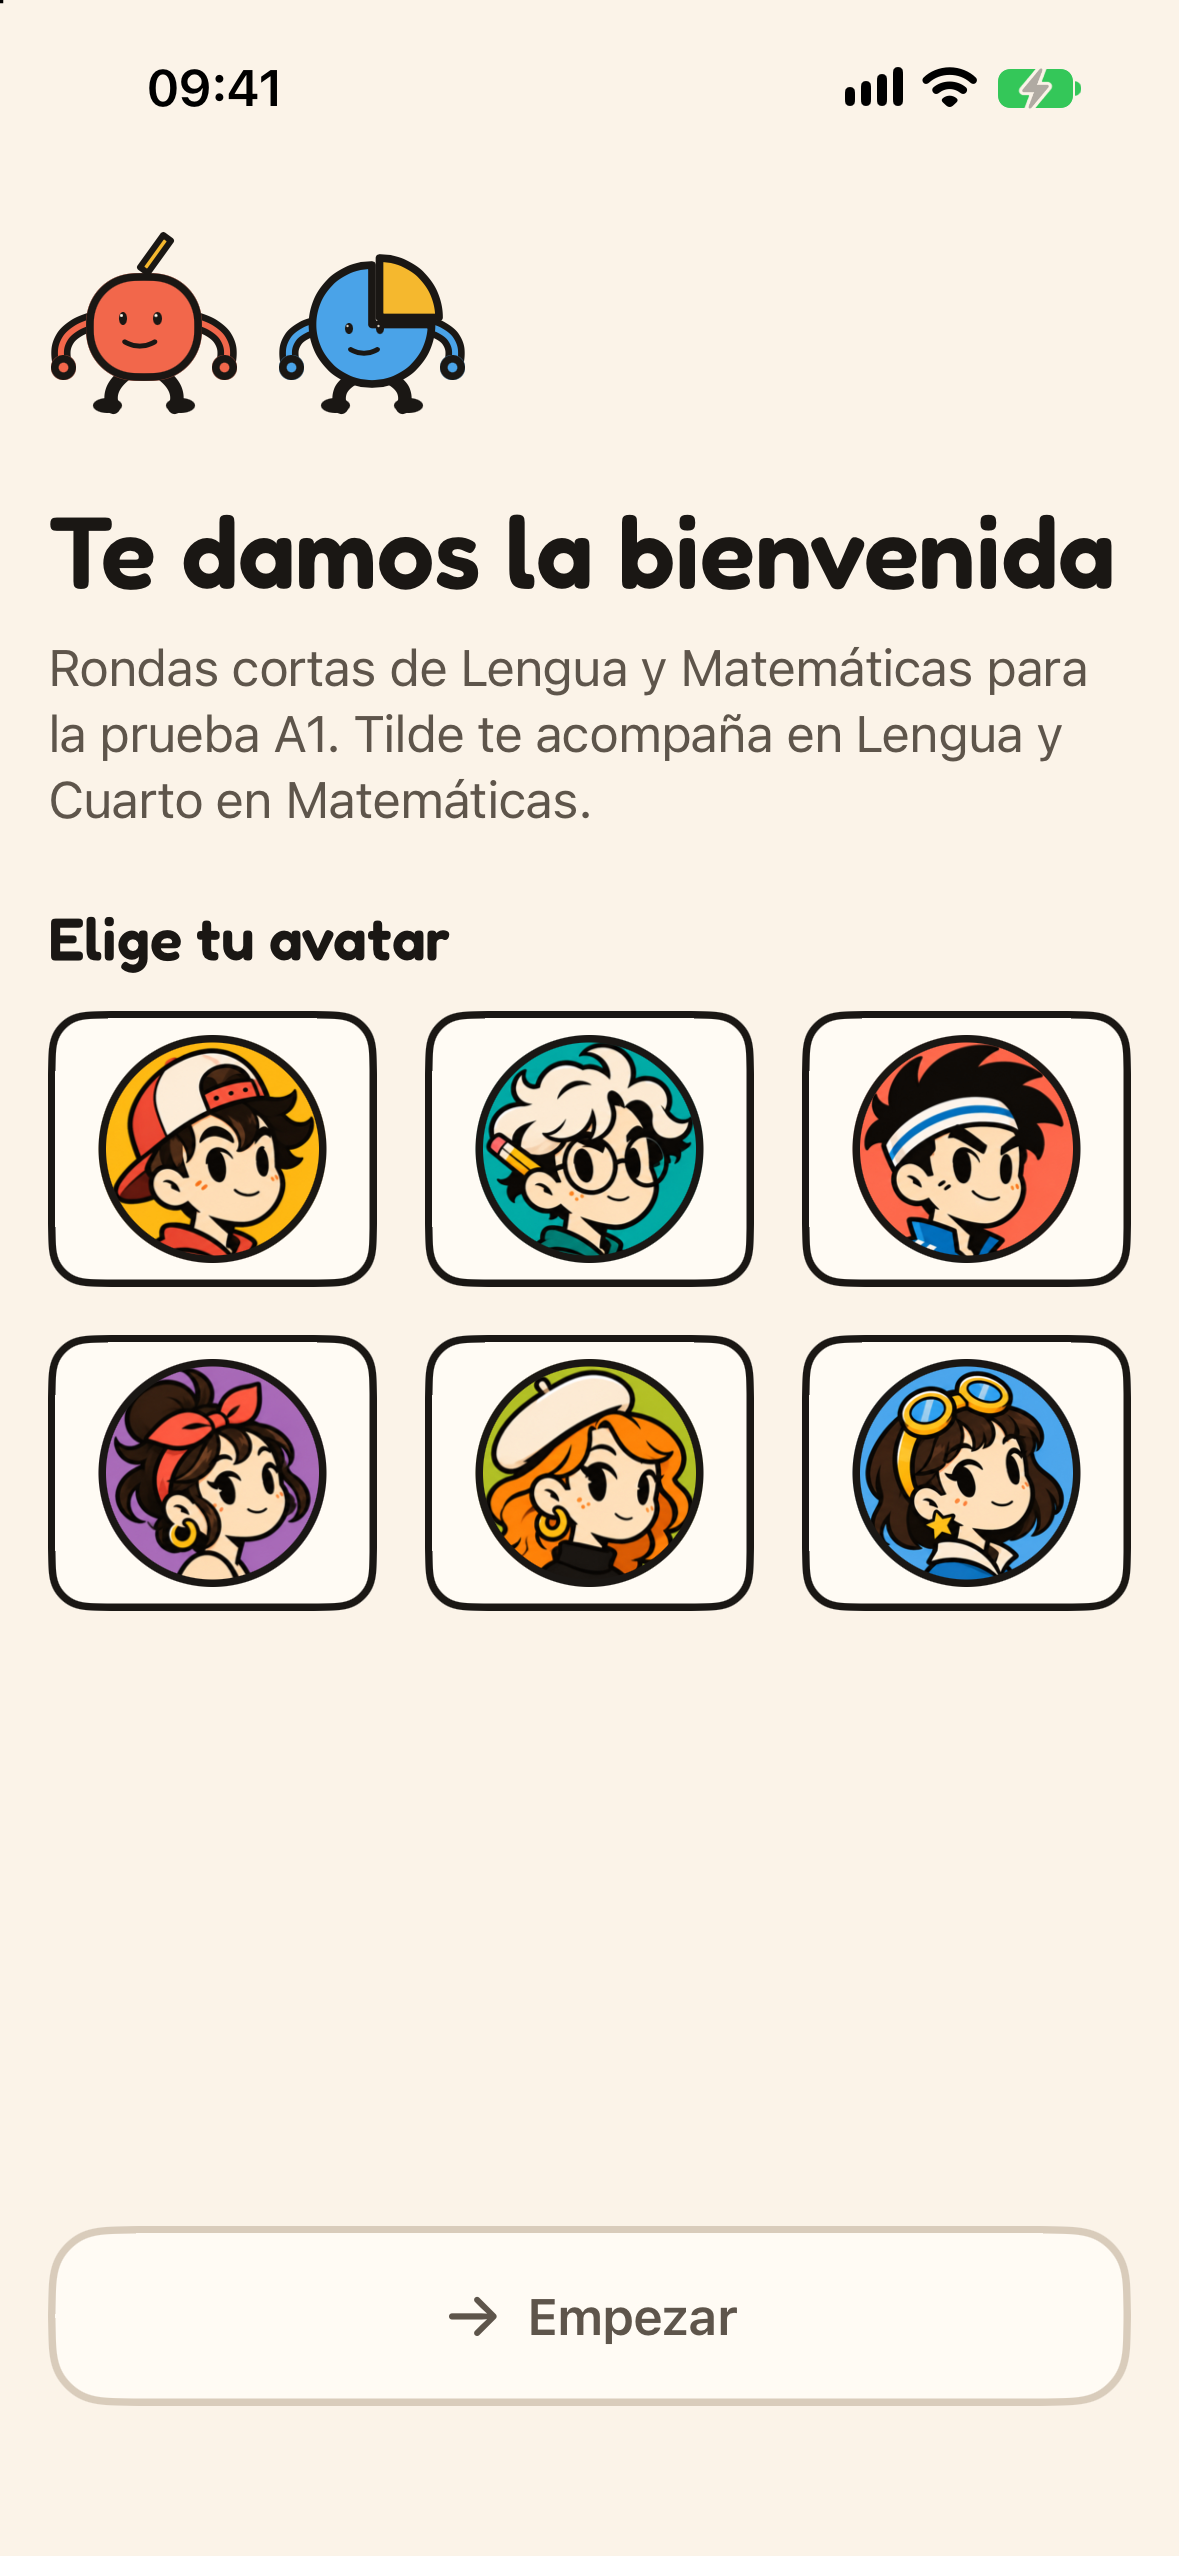 09:41
Te damos la bienvenida
Rondas cortas de Lengua y Matemáticas para
la prueba A1. Tilde te acompaña en Lengua y
Cuarto en Matemáticas.
Elige tu avatar
Empezar